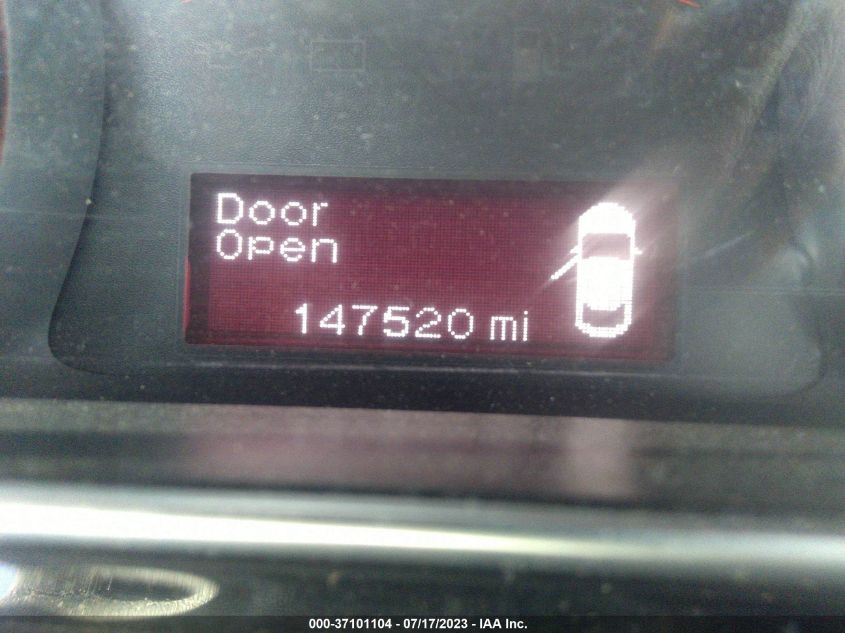 Door
Open
147520 mi
000-37101104 - 07/17/2023 - IAA Inc.